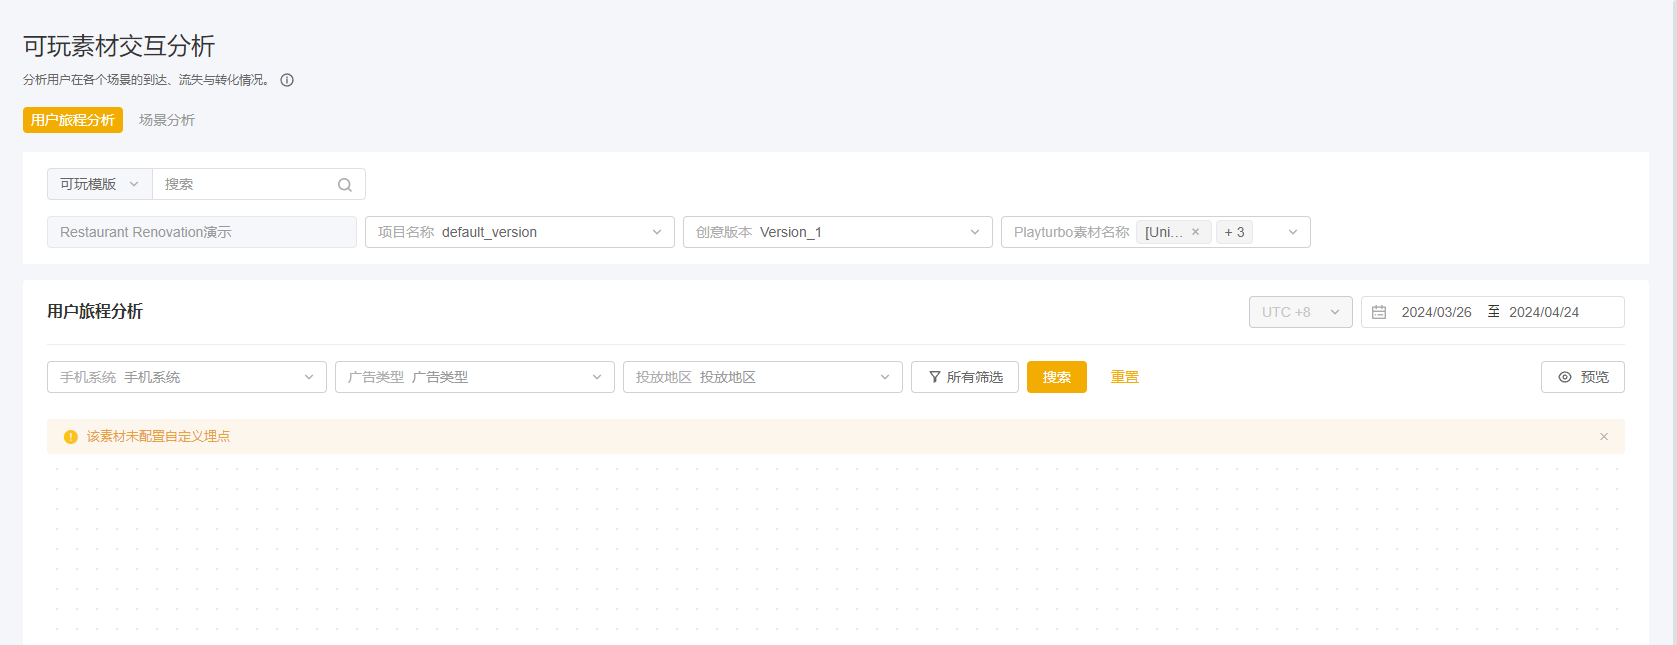 可玩素材交互分析
分析用户在各个场景的到达、流失与转化情况。
用户旅程分析 场景分析
可玩模版 搜索
Restaurant Renovation演示 项目名称 default_version 创意版本 Version_1 Playturbo素材名称 [Uni... × + 3
用户旅程分析 UTC +8 2024/03/26 至 2024/04/24
手机系统 手机系统 广告类型 广告类型 投放地区 投放地区 所有筛选 搜索 重置 预览
该素材未配置自定义埋点